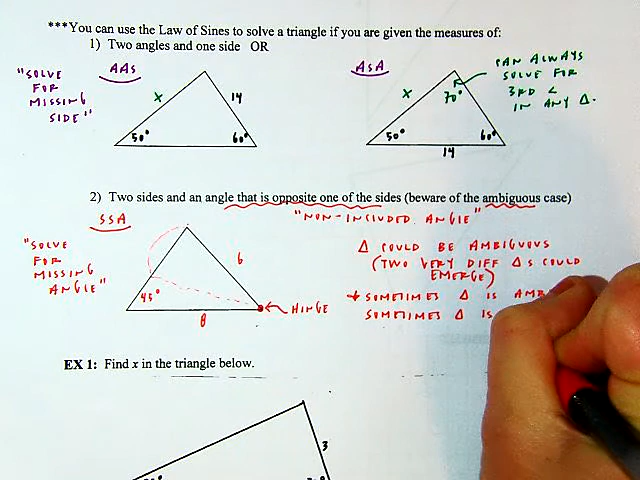 ***You can use the Law of Sines to solve a triangle if you are given the measures of:
1) Two angles and one side OR
"SOLVE
FOR
MISSING
SIDE"
AAS
x
14
50°
60°
ASA
x
70°
50°
60°
14
CAN ALWAYS
SOLVE FOR
3RD ∠
IN ANY Δ.
2) Two sides and an angle that is opposite one of the sides (beware of the ambiguous case)
SSA
"NON-INCLUDED ANGLE"
"SOLVE
FOR
MISSING
ANGLE"
6
45°
8
HINGE
Δ COULD BE AMBIGUOUS
(TWO VERY DIFF ΔS COULD
EMERGE)
SOMETIMES Δ IS AMB
SOMETIMES Δ IS
EX 1: Find x in the triangle below.
3